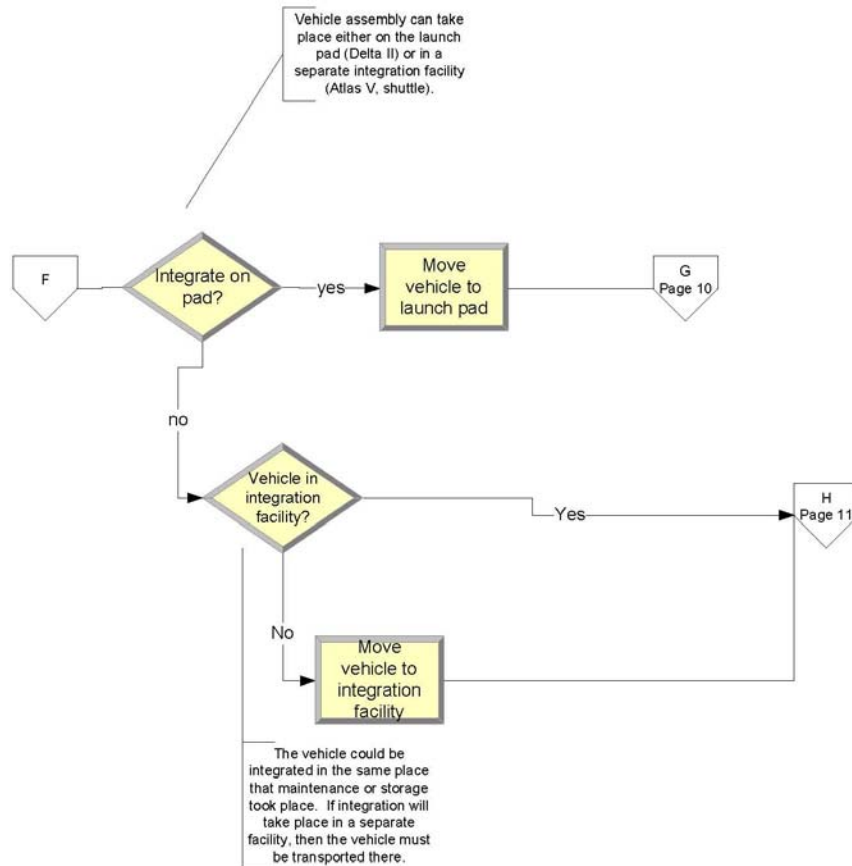 Vehicle assembly can take
place either on the launch
pad (Delta II) or in a
separate integration facility
(Atlas V, shuttle).
F
Integrate on
pad?
yes
Move
vehicle to
launch pad
G
Page 10
no
Vehicle in
integration
facility?
Yes
H
Page 11
No
Move
vehicle to
integration
facility
The vehicle could be
integrated in the same place
that maintenance or storage
took place. If integration will
take place in a separate
facility, then the vehicle must
be transported there.